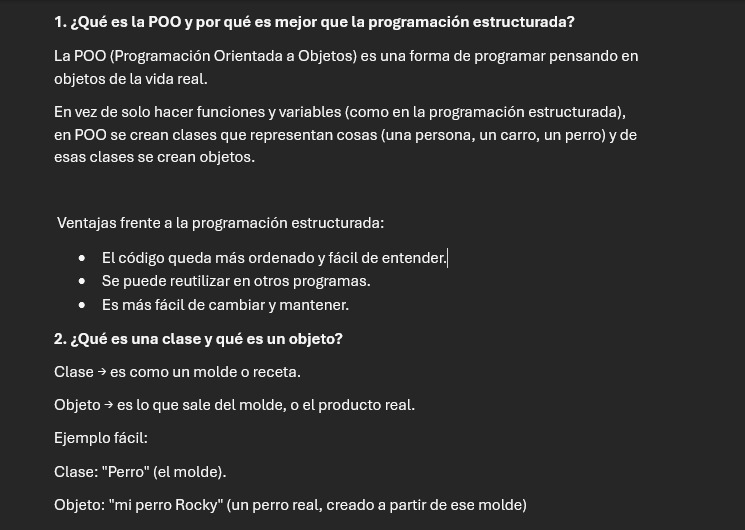 1. ¿Qué es la POO y por qué es mejor que la programación estructurada?
La POO (Programación Orientada a Objetos) es una forma de programar pensando en
objetos de la vida real.
En vez de solo hacer funciones y variables (como en la programación estructurada),
en POO se crean clases que representan cosas (una persona, un carro, un perro) y de
esas clases se crean objetos.
Ventajas frente a la programación estructurada:
• El código queda más ordenado y fácil de entender.
• Se puede reutilizar en otros programas.
• Es más fácil de cambiar y mantener.
2. ¿Qué es una clase y qué es un objeto?
Clase → es como un molde o receta.
Objeto → es lo que sale del molde, o el producto real.
Ejemplo fácil:
Clase: "Perro" (el molde).
Objeto: "mi perro Rocky" (un perro real, creado a partir de ese molde)